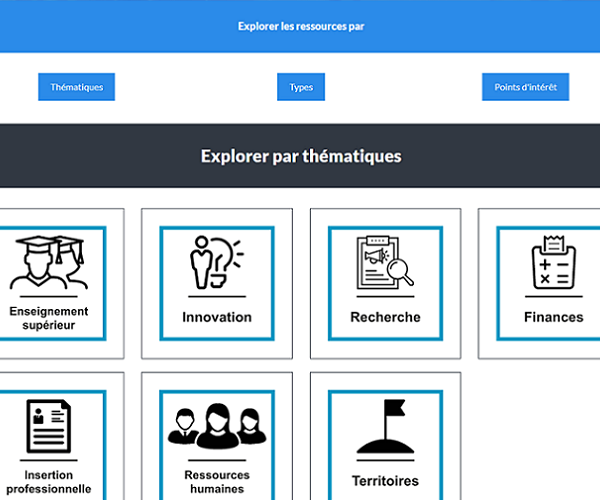 Explorer les ressources par
Thématiques
Types
Points d'intérêt
Explorer par thématiques
Enseignement
supérieur
Innovation
Recherche
Finances
Insertion
professionnelle
Ressources
humaines
Territoires